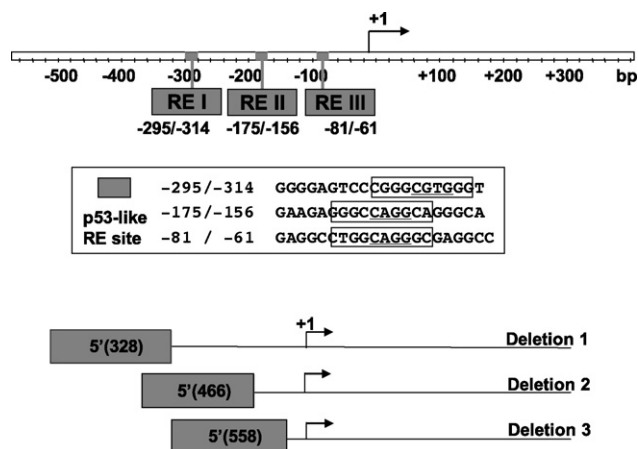 +1
-500 -400 -300 -200 -100 +100 +200 +300 bp
RE I RE II RE III
-295/-314 -175/-156 -81/-61
-295/-314 GGGGAGTCCCCGGGCGTGGGT
p53-like -175/-156 GAAGAGGGCCCAGGCAGGGCA
RE site -81 / -61 GAGGCCTGGCAGGGCGAGGCC
+1
5'(328) Deletion 1
5'(466) Deletion 2
5'(558) Deletion 3